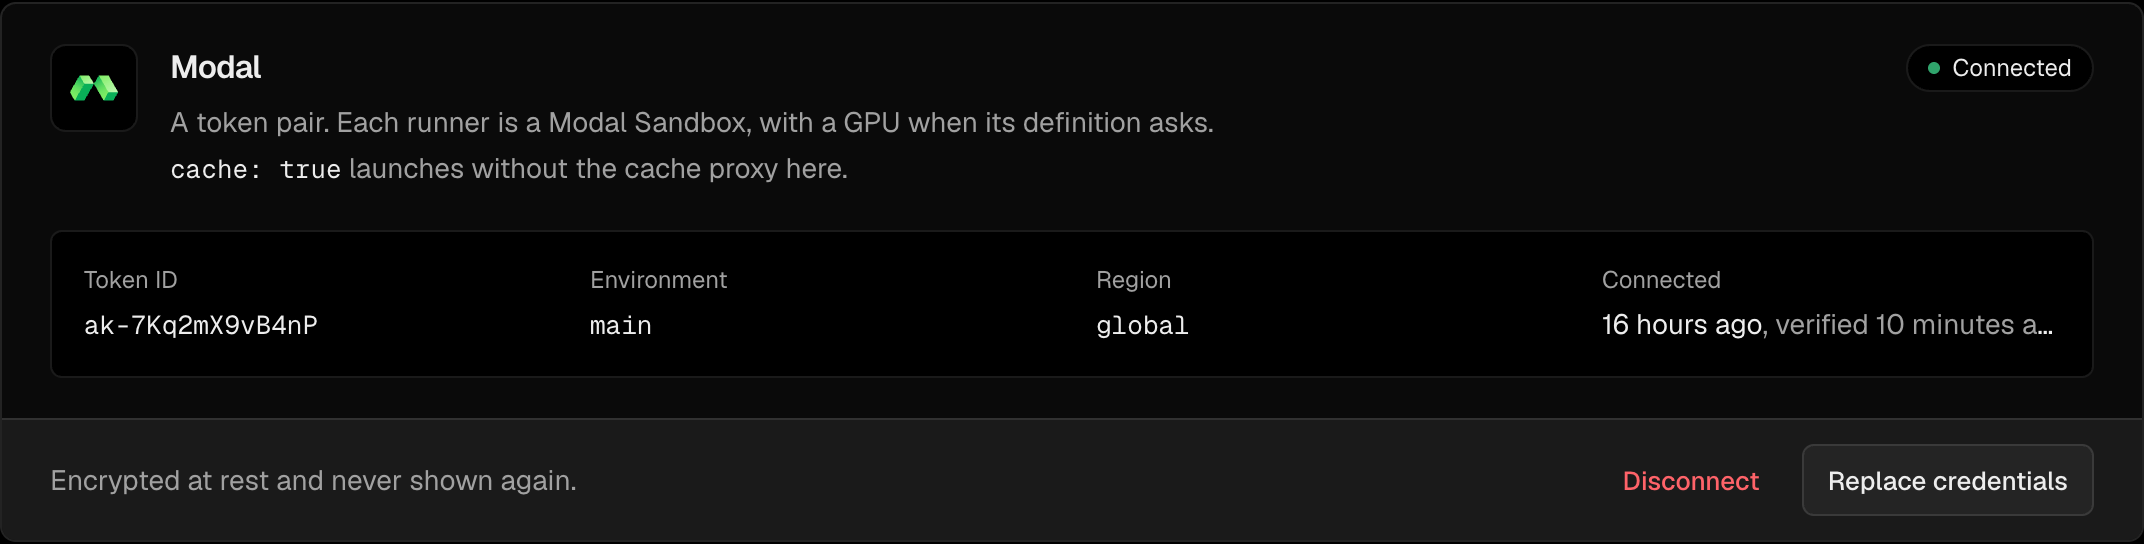 Modal
Connected
A token pair. Each runner is a Modal Sandbox, with a GPU when its definition asks.
cache: true launches without the cache proxy here.
Token ID
ak-7Kq2mX9vB4nP
Environment
main
Region
global
Connected
16 hours ago, verified 10 minutes a…
Encrypted at rest and never shown again.
Disconnect
Replace credentials